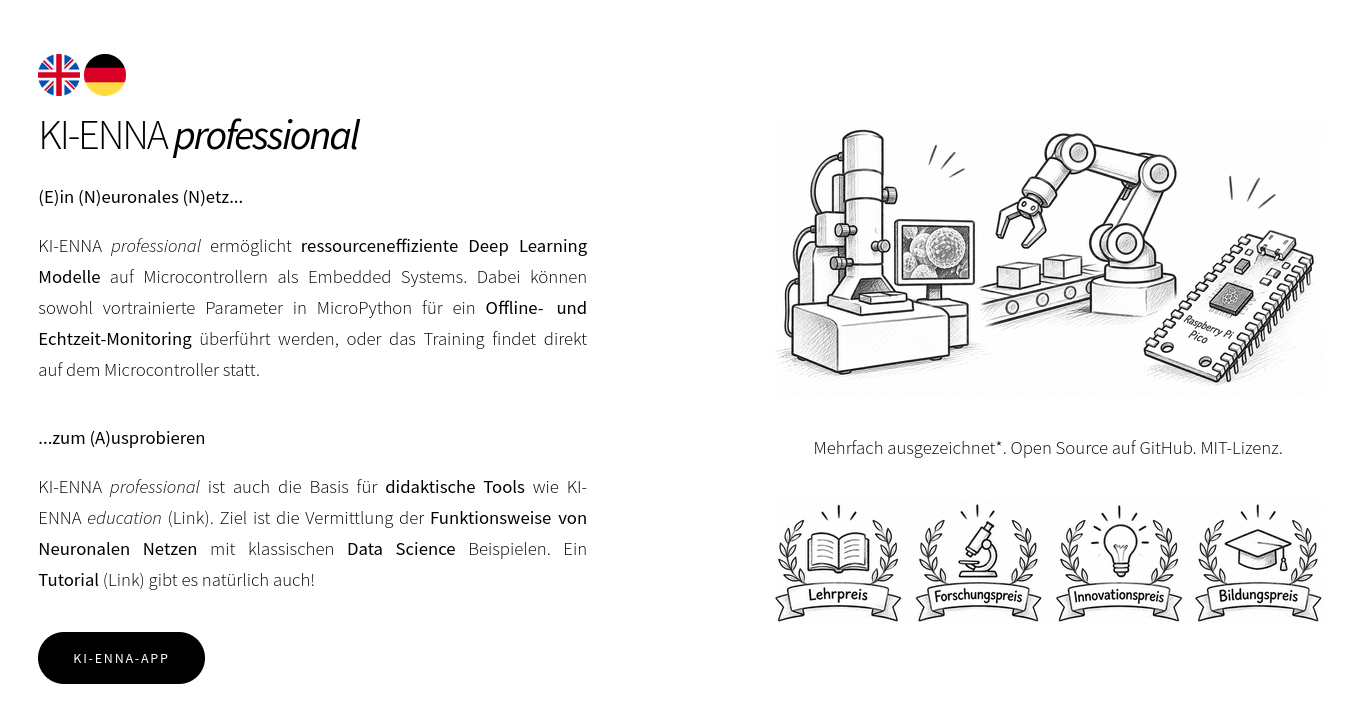 KI-ENNA professional
(E)in (N)euronales (N)etz...
KI-ENNA professional ermöglicht ressourceneffiziente Deep Learning
Modelle auf Microcontrollern als Embedded Systems. Dabei können
sowohl vortrainierte Parameter in MicroPython für ein Offline- und
Echtzeit-Monitoring überführt werden, oder das Training findet direkt
auf dem Microcontroller statt.
...zum (A)usprobieren
KI-ENNA professional ist auch die Basis für didaktische Tools wie KI-
ENNA education (Link). Ziel ist die Vermittlung der Funktionsweise von
Neuronalen Netzen mit klassischen Data Science Beispielen. Ein
Tutorial (Link) gibt es natürlich auch!
KI-ENNA-APP
Raspberry Pi
Pico
Mehrfach ausgezeichnet*. Open Source auf GitHub. MIT-Lizenz.
Lehrpreis
Forschungspreis
Innovationspreis
Bildungspreis